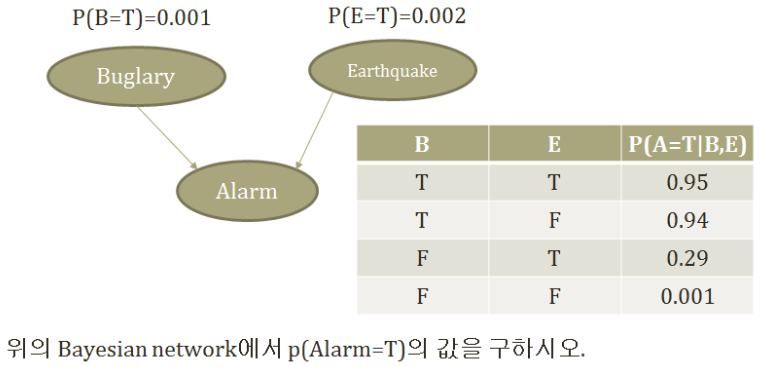 P(B=T)=0.001
P(E=T)=0.002
Buglary
Earthquake
Alarm
B E P(A=T|B,E)
T T 0.95
T F 0.94
F T 0.29
F F 0.001
위의 Bayesian network에서 p(Alarm=T)의 값을 구하시오.